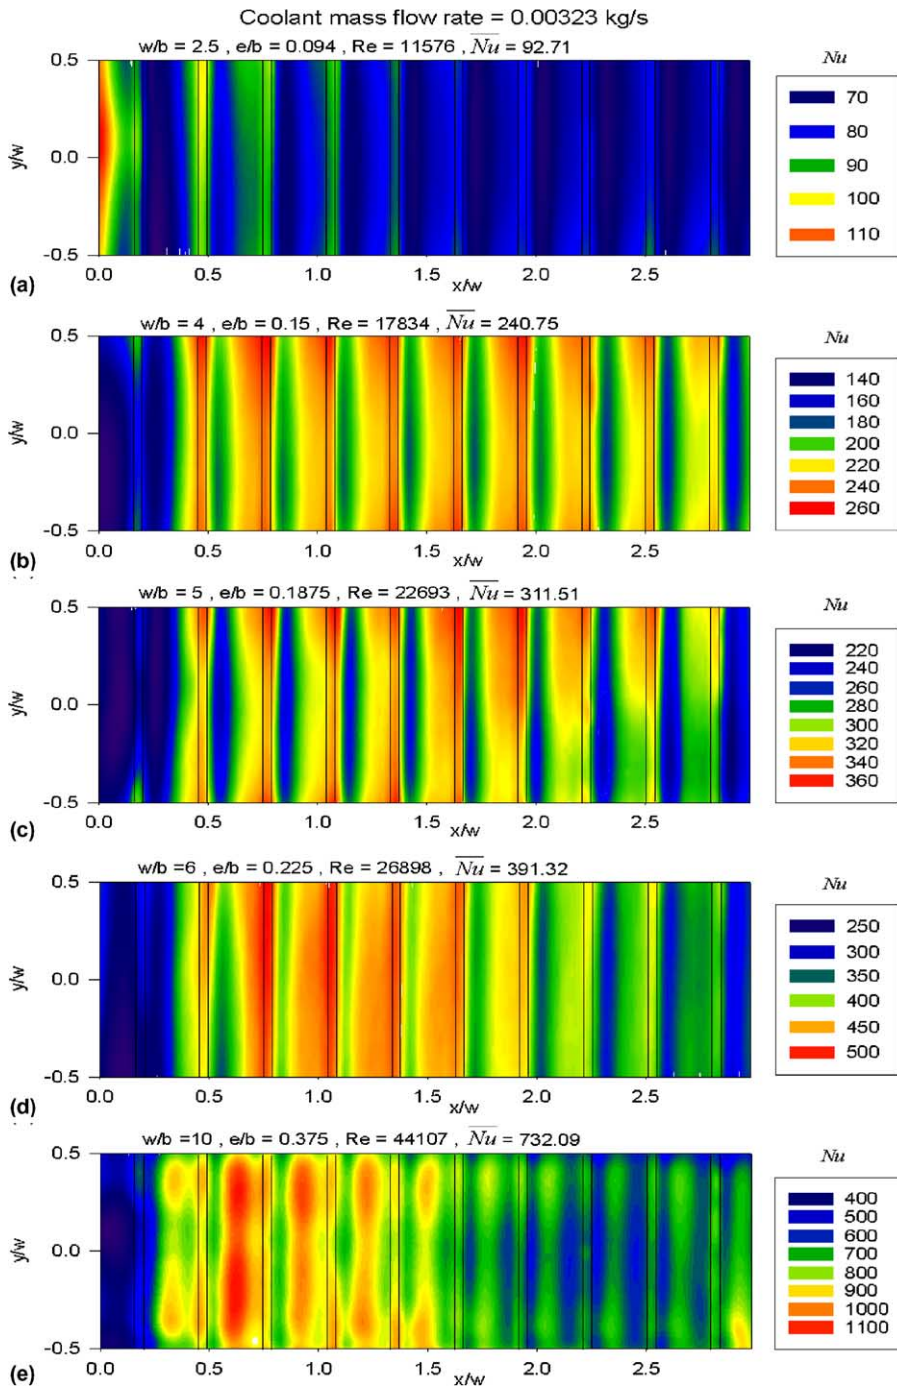 Coolant mass flow rate = 0.00323 kg/s
w/b = 2.5 , e/b = 0.094 , Re = 11576 , Nu = 92.71
Nu
0.5
0.0
-0.5
y/w
70
80
90
100
110
0.0 0.5 1.0 1.5 2.0 2.5
x/w
(a)
w/b = 4 , e/b = 0.15 , Re = 17834 , Nu = 240.75
Nu
0.5
0.0
-0.5
y/w
140
160
180
200
220
240
260
0.0 0.5 1.0 1.5 2.0 2.5
x/w
(b)
w/b = 5 , e/b = 0.1875 , Re = 22693 , Nu = 311.51
Nu
0.5
0.0
-0.5
y/w
220
240
260
280
300
320
340
360
0.0 0.5 1.0 1.5 2.0 2.5
x/w
(c)
w/b =6 , e/b = 0.225 , Re = 26898 , Nu = 391.32
Nu
0.5
0.0
-0.5
y/w
250
300
350
400
450
500
0.0 0.5 1.0 1.5 2.0 2.5
x/w
(d)
w/b =10 , e/b = 0.375 , Re = 44107 , Nu = 732.09
Nu
0.5
0.0
-0.5
y/w
400
500
600
700
800
900
1000
1100
0.0 0.5 1.0 1.5 2.0 2.5
x/w
(e)